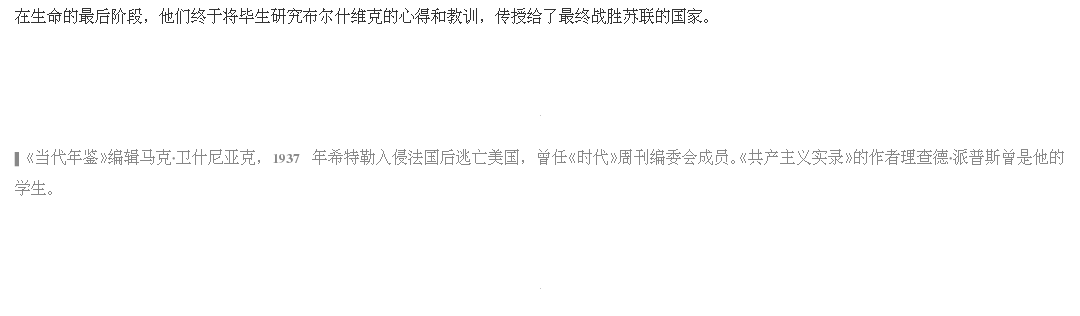 在生命的最后阶段，他们终于将毕生研究布尔什维克的心得和教训，传授给了最终战胜苏联的国家。
《当代年鉴》编辑马克·卫什尼亚克，1937 年希特勒入侵法国后逃亡美国，曾任《时代》周刊编委会成员。《共产主义实录》的作者理查德·派普斯曾是他的
学生。